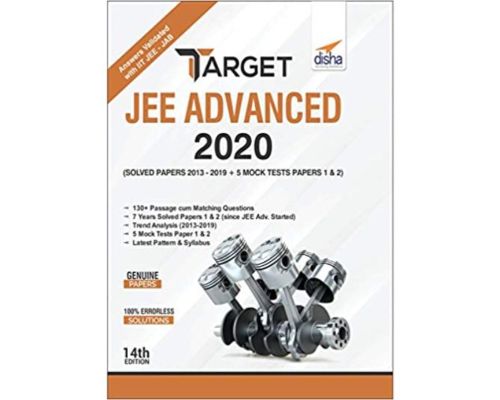 Answers Validated
with IIT JEE - JAB
TARGET
disha
JEE ADVANCED
2020
(SOLVED PAPERS 2013 - 2019 + 5 MOCK TESTS PAPERS 1 & 2)
• 130+ Passage cum Matching Questions
• 7 Years Solved Papers 1 & 2 (since JEE Adv. Started)
• Trend Analysis (2013-2019)
• 5 Mock Tests Paper 1 & 2
• Latest Pattern & Syllabus
GENUINE
PAPERS
100% ERRORLESS
SOLUTIONS
14th
EDITION